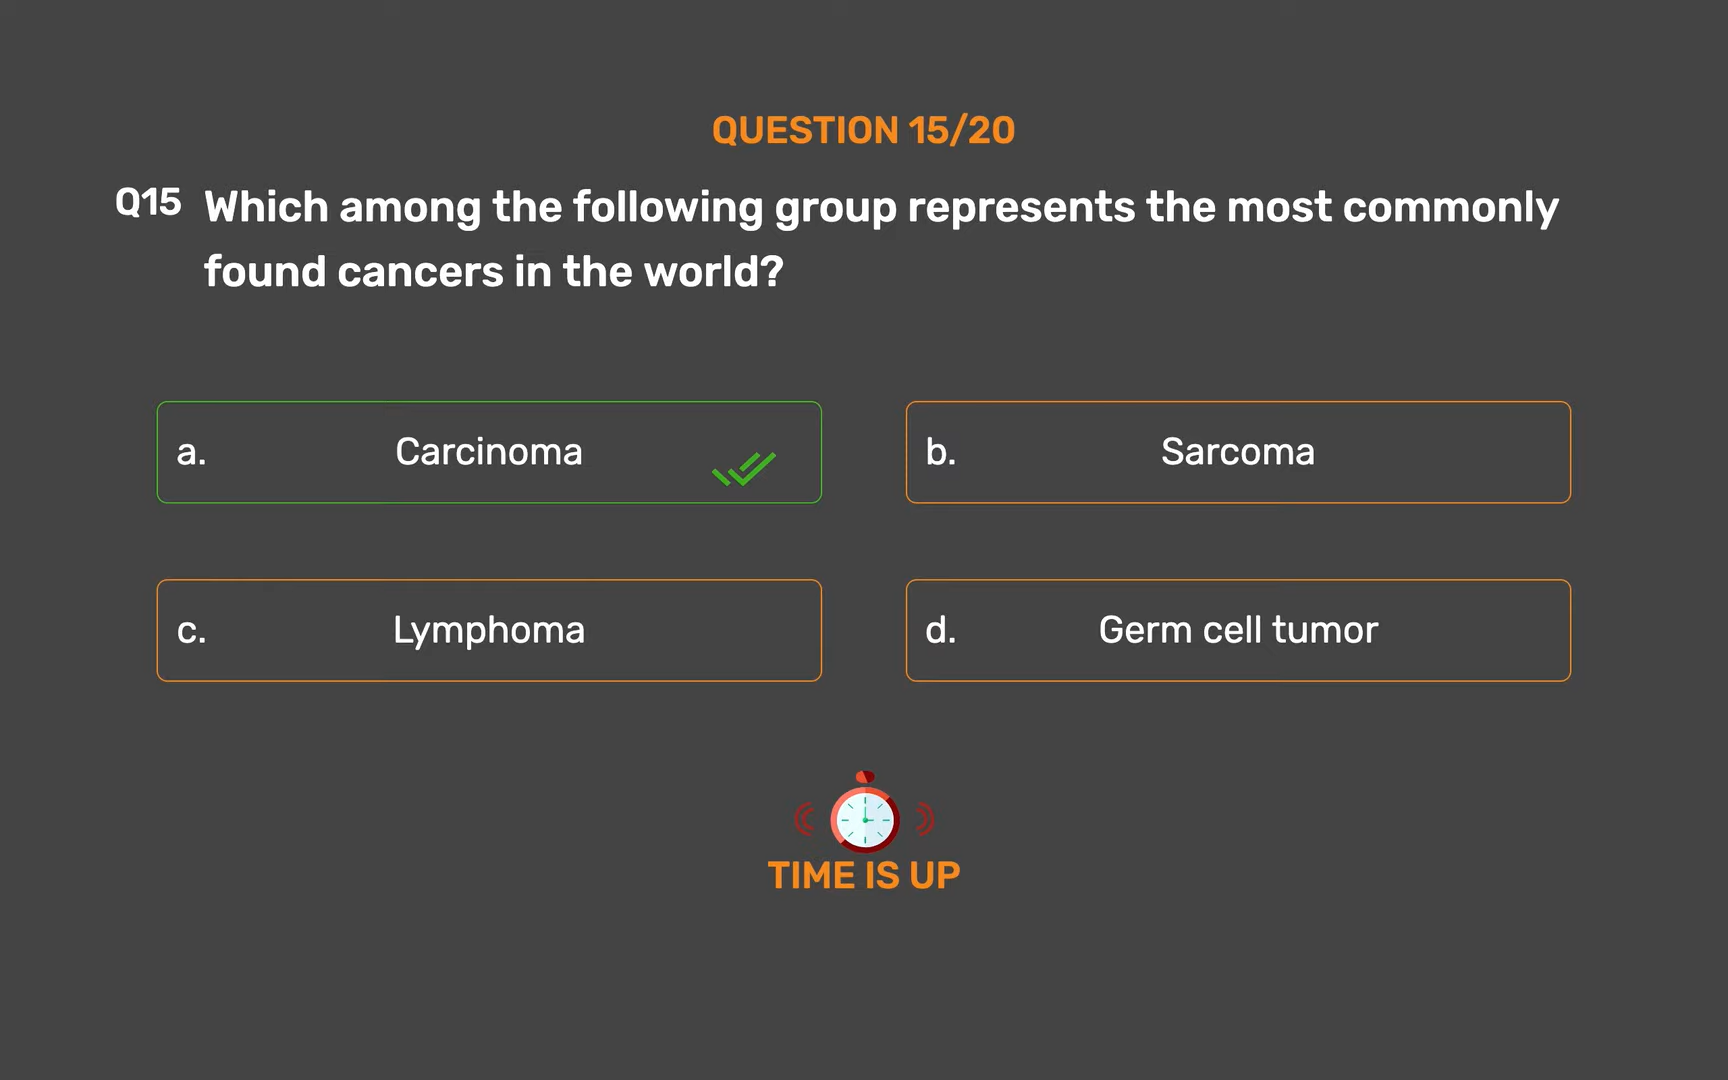 QUESTION 15/20
Q15 Which among the following group represents the most commonly
found cancers in the world?
a. Carcinoma
b. Sarcoma
c. Lymphoma
d. Germ cell tumor
TIME IS UP